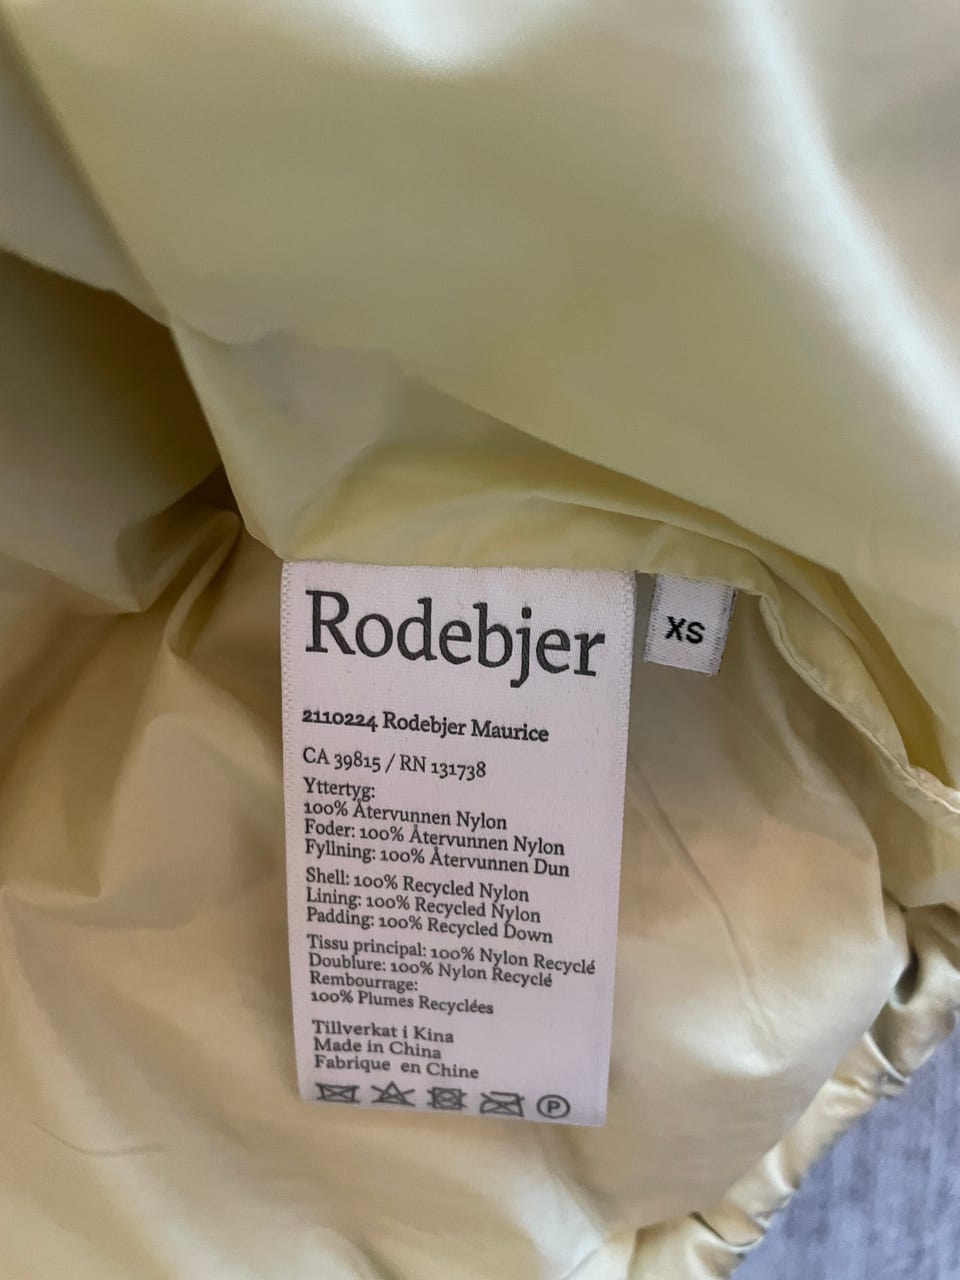 Rodebjer
XS
2110224 Rodebjer Maurice
CA 39815 / RN 131738
Yttertyg:
100% Återvunnen Nylon
Foder: 100% Återvunnen Nylon
Fyllning: 100% Återvunnen Dun
Shell: 100% Recycled Nylon
Lining: 100% Recycled Nylon
Padding: 100% Recycled Down
Tissu principal: 100% Nylon Recyclé
Doublure: 100% Nylon Recyclé
Rembourrage:
100% Plumes Recyclées
Tillverkat i Kina
Made in China
Fabrique en Chine
P